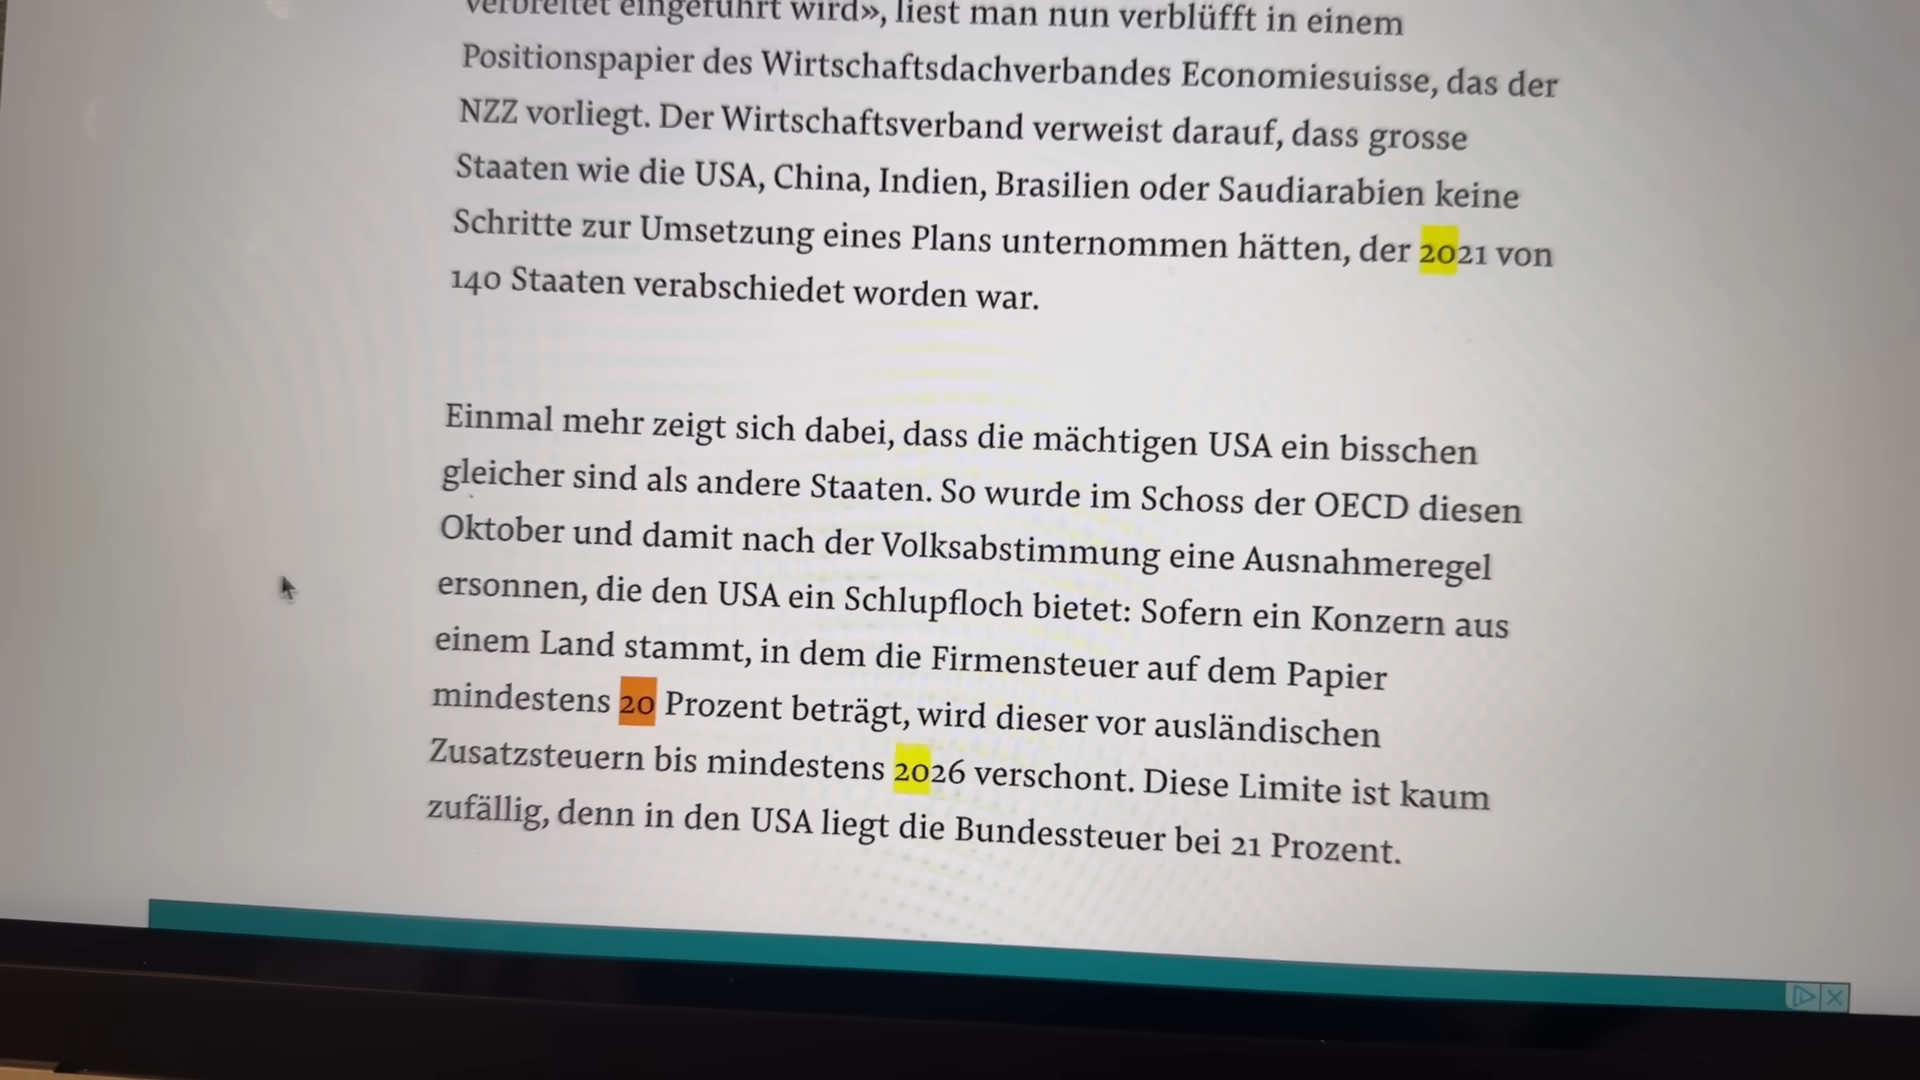 verbreitet eingeführt wird», liest man nun verblüfft in einem
Positionspapier des Wirtschaftsdachverbandes Economiesuisse, das der
NZZ vorliegt. Der Wirtschaftsverband verweist darauf, dass grosse
Staaten wie die USA, China, Indien, Brasilien oder Saudiarabien keine
Schritte zur Umsetzung eines Plans unternommen hätten, der 2021 von
140 Staaten verabschiedet worden war.
Einmal mehr zeigt sich dabei, dass die mächtigen USA ein bisschen
gleicher sind als andere Staaten. So wurde im Schoss der OECD diesen
Oktober und damit nach der Volksabstimmung eine Ausnahmeregel
ersonnen, die den USA ein Schlupfloch bietet: Sofern ein Konzern aus
einem Land stammt, in dem die Firmensteuer auf dem Papier
mindestens 20 Prozent beträgt, wird dieser vor ausländischen
Zusatzsteuern bis mindestens 2026 verschont. Diese Limite ist kaum
zufällig, denn in den USA liegt die Bundessteuer bei 21 Prozent.